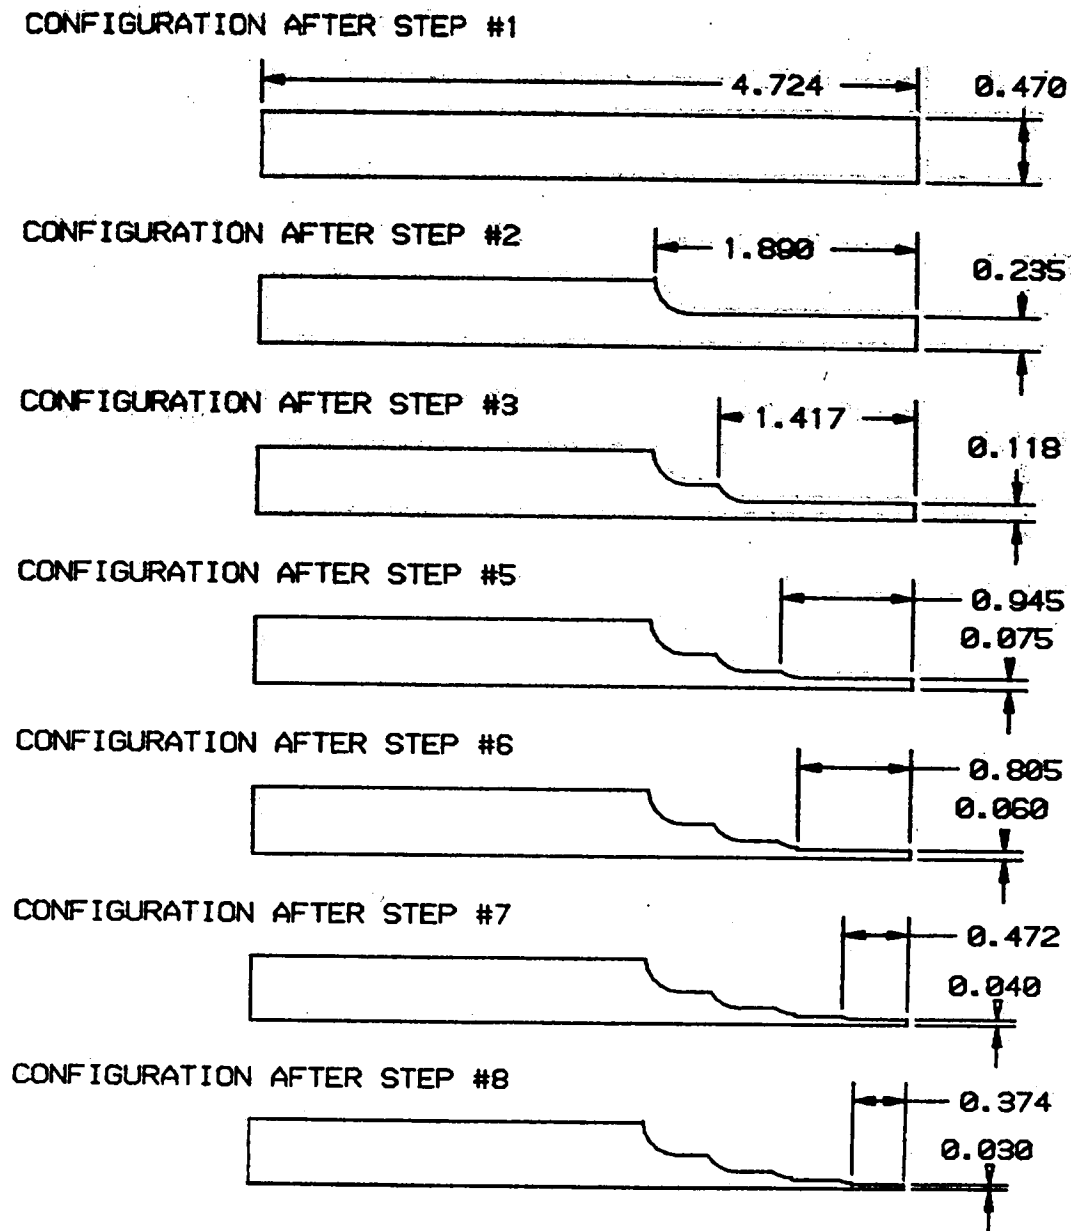 CONFIGURATION AFTER STEP #1
4.724
0.470
CONFIGURATION AFTER STEP #2
1.890
0.235
CONFIGURATION AFTER STEP #3
1.417
0.118
CONFIGURATION AFTER STEP #5
0.945
0.075
CONFIGURATION AFTER STEP #6
0.805
0.060
CONFIGURATION AFTER STEP #7
0.472
0.040
CONFIGURATION AFTER STEP #8
0.374
0.030